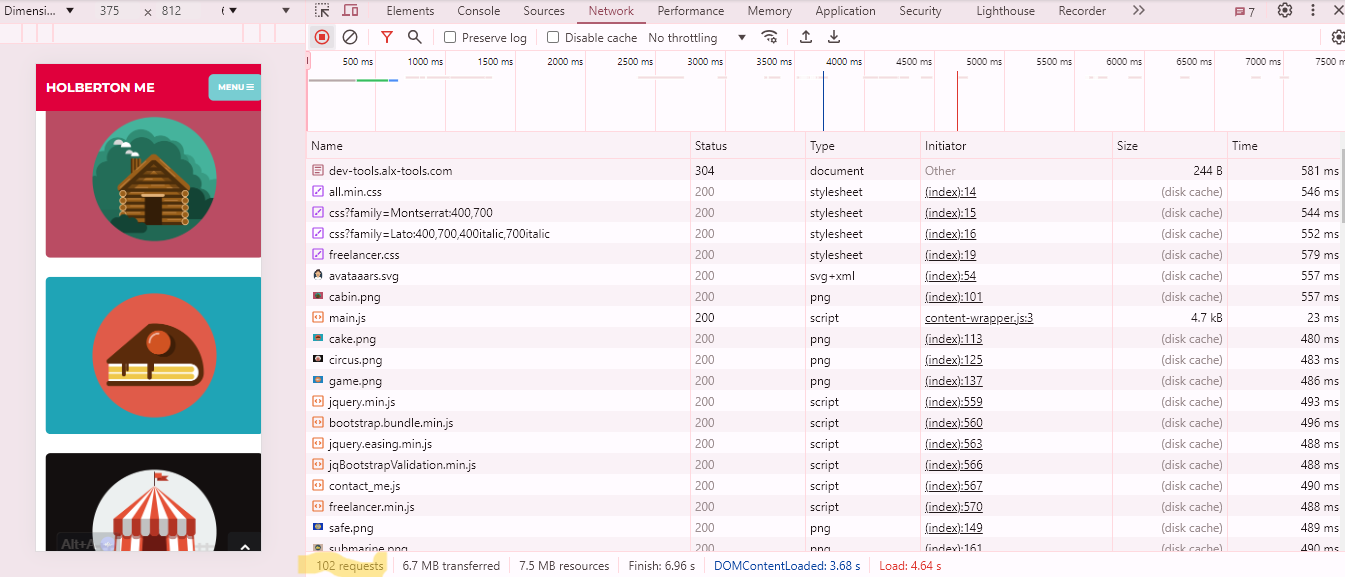 Dimensi... 375 × 812 ( Elements Console Sources Network Performance Memory Application Security Lighthouse Recorder 7
Preserve log Disable cache No throttling
500 ms 1000 ms 1500 ms 2000 ms 2500 ms 3000 ms 3500 ms 4000 ms 4500 ms 5000 ms 5500 ms 6000 ms 6500 ms 7000 ms 7500 m
HOLBERTON ME MENU
Name Status Type Initiator Size Time
dev-tools.alx-tools.com 304 document Other 244 B 581 ms
all.min.css 200 stylesheet (index):14 (disk cache) 546 ms
css?family=Montserrat:400,700 200 stylesheet (index):15 (disk cache) 544 ms
css?family=Lato:400,700,400italic,700italic 200 stylesheet (index):16 (disk cache) 552 ms
freelancer.css 200 stylesheet (index):19 (disk cache) 579 ms
avataaars.svg 200 svg+xml (index):54 (disk cache) 557 ms
cabin.png 200 png (index):101 (disk cache) 557 ms
main.js 200 script content-wrapper.js:3 4.7 kB 23 ms
cake.png 200 png (index):113 (disk cache) 480 ms
circus.png 200 png (index):125 (disk cache) 483 ms
game.png 200 png (index):137 (disk cache) 486 ms
jquery.min.js 200 script (index):559 (disk cache) 493 ms
bootstrap.bundle.min.js 200 script (index):560 (disk cache) 496 ms
jquery.easing.min.js 200 script (index):563 (disk cache) 488 ms
jqBootstrapValidation.min.js 200 script (index):566 (disk cache) 488 ms
contact_me.js 200 script (index):567 (disk cache) 490 ms
freelancer.min.js 200 script (index):570 (disk cache) 488 ms
safe.png 200 png (index):149 (disk cache) 489 ms
submarine.png 200 png (index):161 (disk cache) 490 ms
Alt+A
102 requests 6.7 MB transferred 7.5 MB resources Finish: 6.96 s DOMContentLoaded: 3.68 s Load: 4.64 s